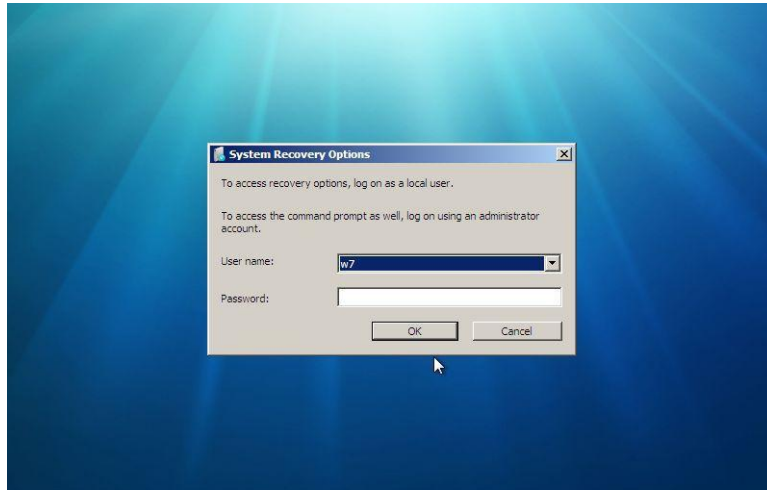 System Recovery Options
To access recovery options, log on as a local user.
To access the command prompt as well, log on using an administrator
account.
User name:
w7
Password:
OK
Cancel